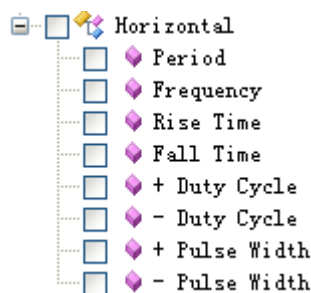 Horizontal
Period
Frequency
Rise Time
Fall Time
+ Duty Cycle
- Duty Cycle
+ Pulse Width
- Pulse Width